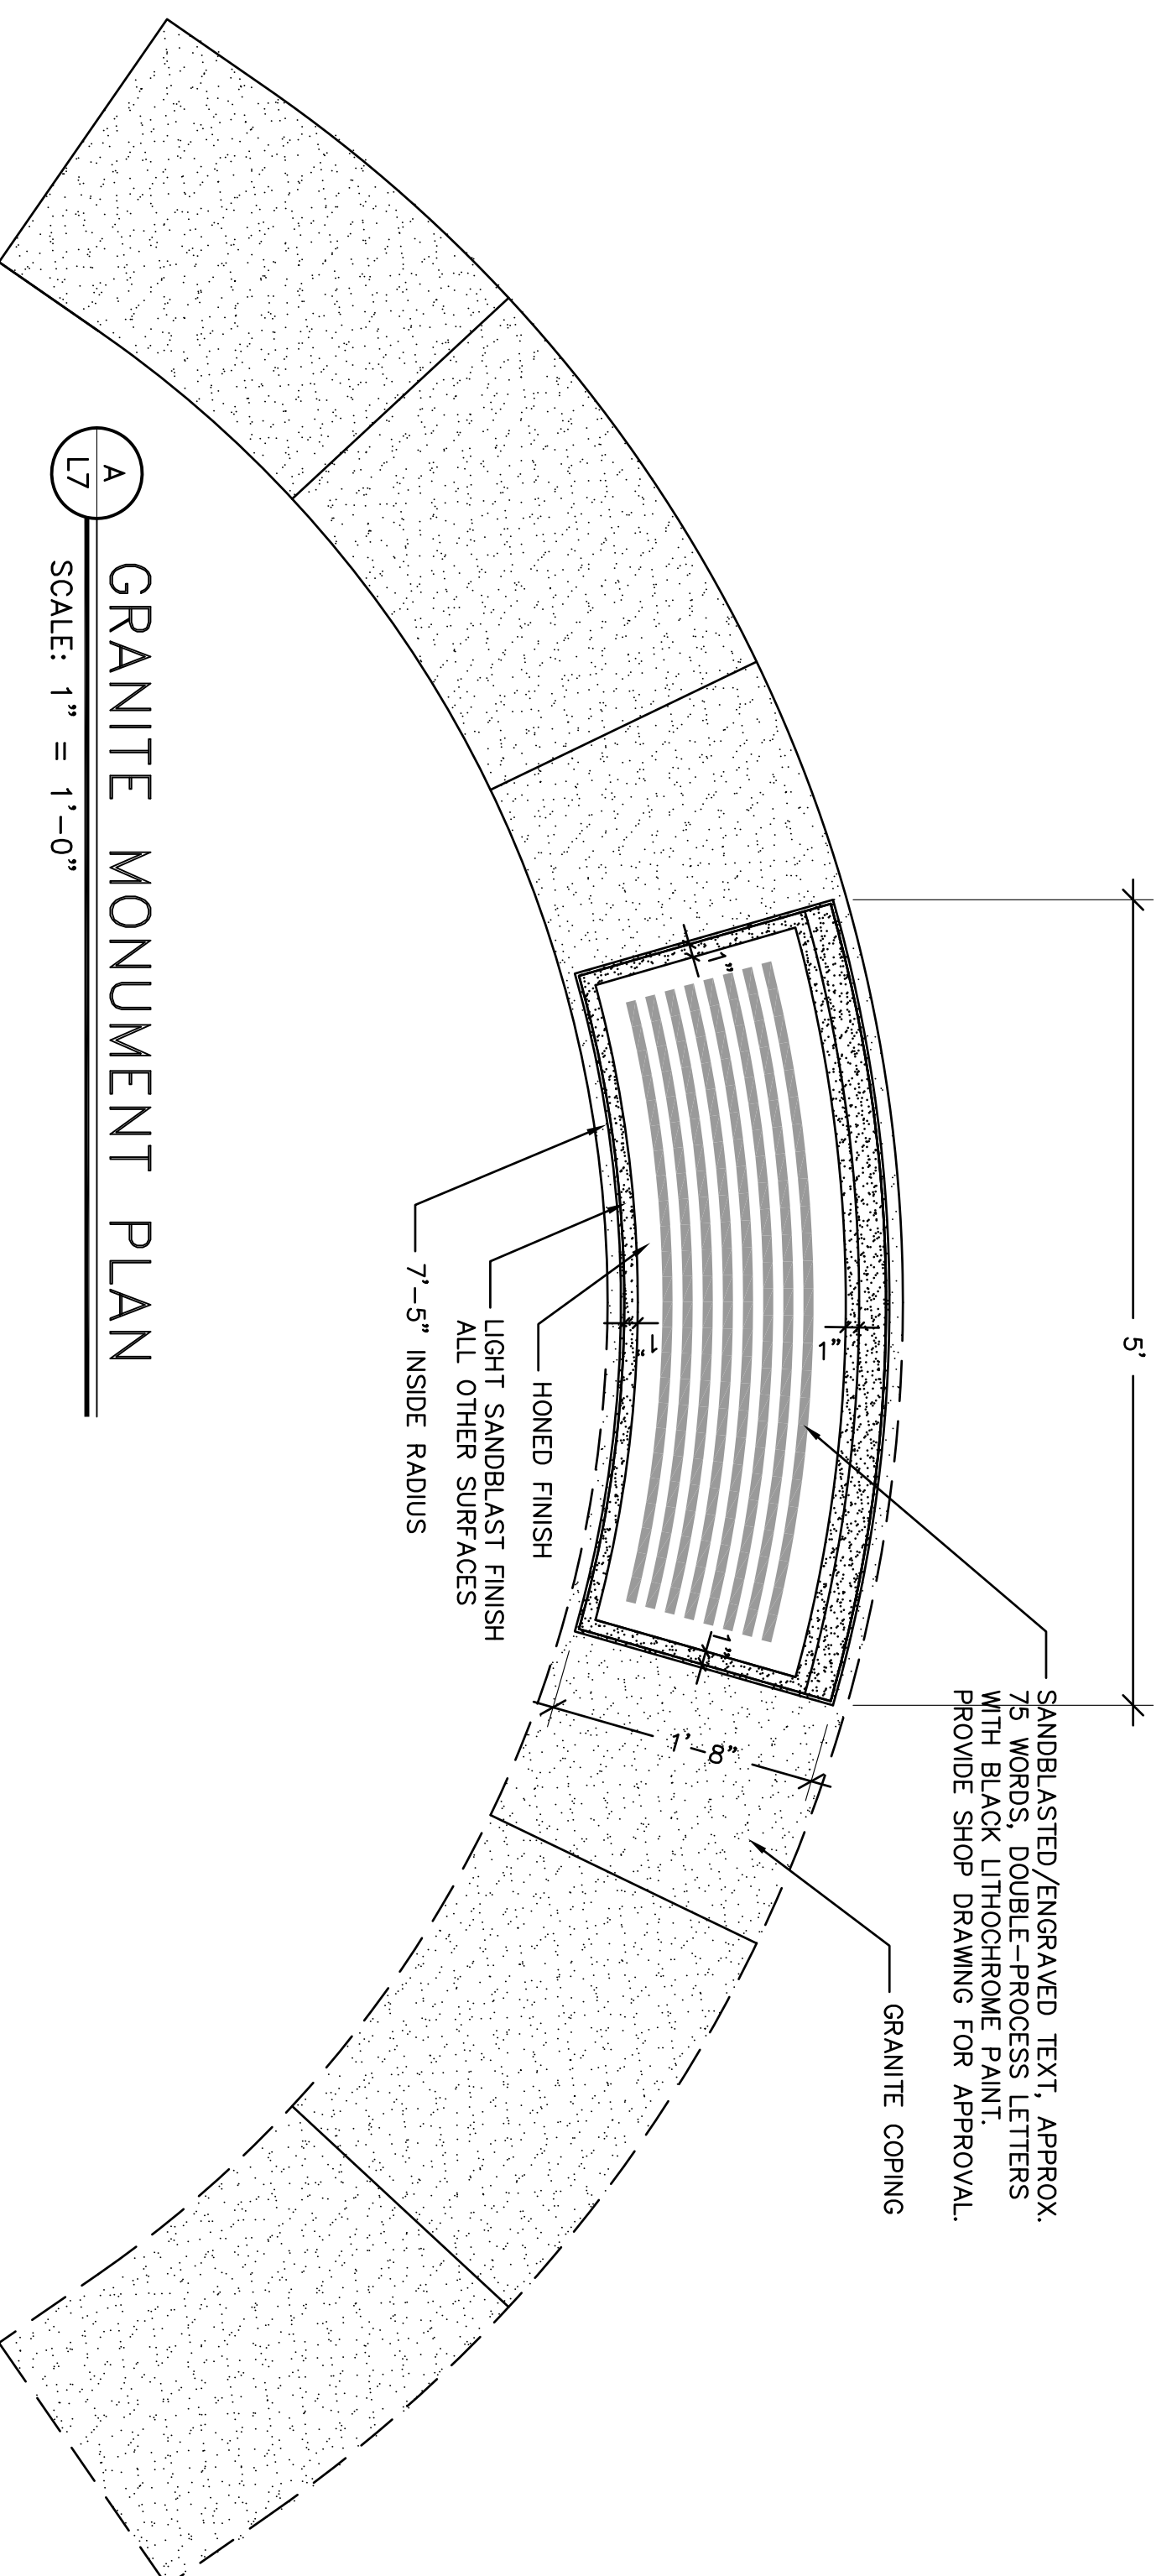 5'
SANDBLASTED/ENGRAVED TEXT, APPROX.
75 WORDS, DOUBLE-PROCESS LETTERS
WITH BLACK LITHOCHROME PAINT.
PROVIDE SHOP DRAWING FOR APPROVAL.
GRANITE COPING
1"
1"
1"
1"
1'-8"
HONED FINISH
LIGHT SANDBLAST FINISH
ALL OTHER SURFACES
7'-5" INSIDE RADIUS
A
L7
GRANITE MONUMENT PLAN
SCALE: 1" = 1'-0"